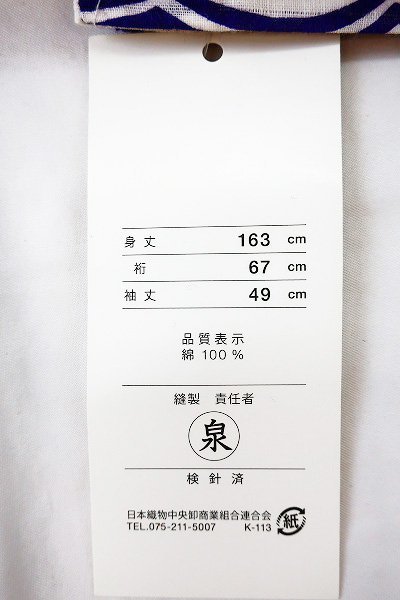 身丈 163 cm
裄 67 cm
袖丈 49 cm
品質表示
綿 100 %
縫製 責任者
泉
検針済
日本織物中央卸商業組合連合会
TEL.075-211-5007 K-113
紙